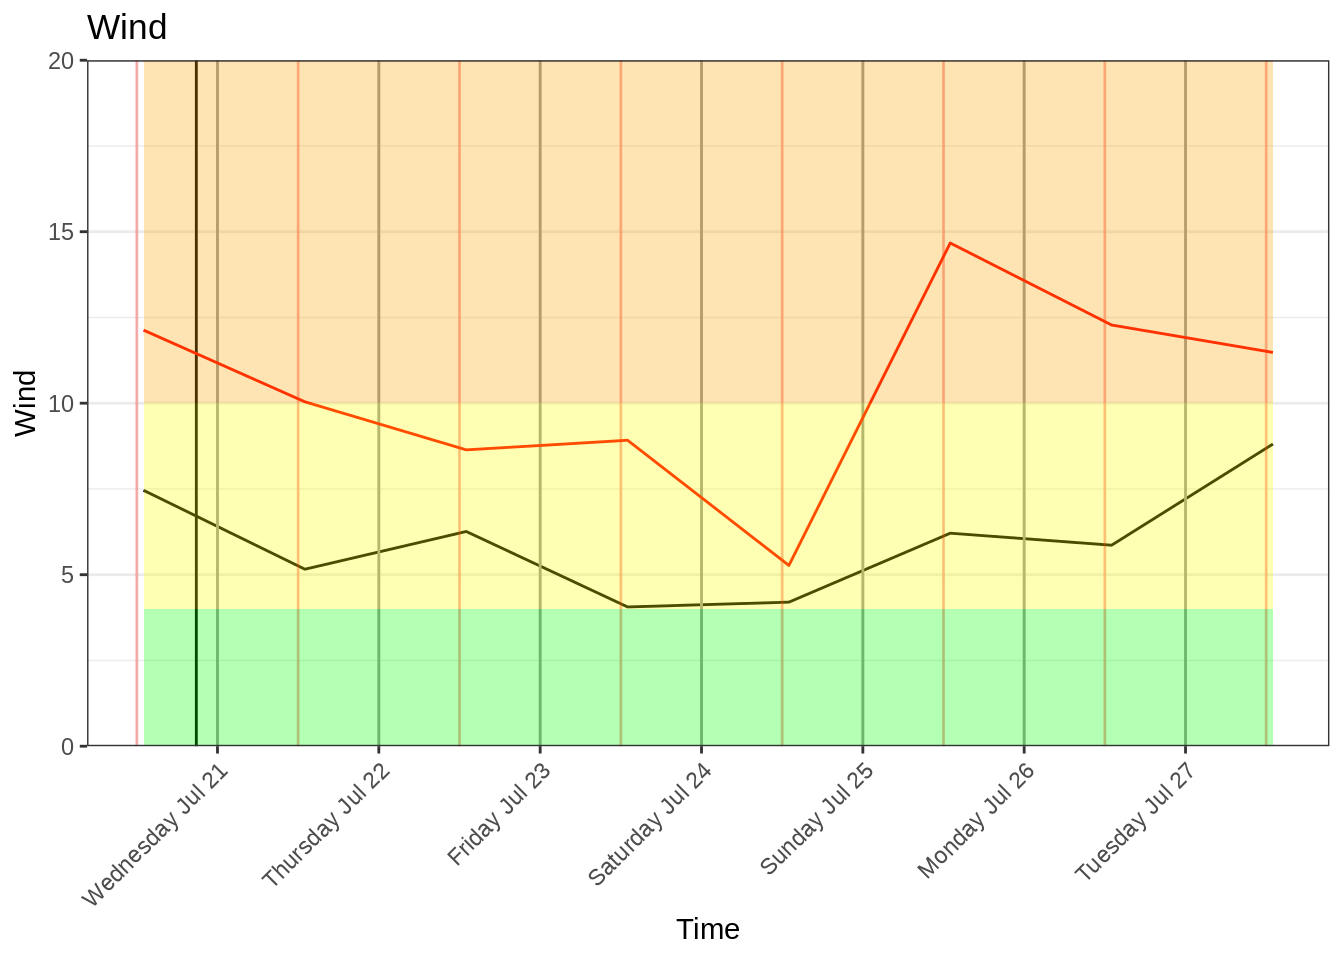 Wind
20
15
10
5
0
Wind
Wednesday Jul 21
Thursday Jul 22
Friday Jul 23
Saturday Jul 24
Sunday Jul 25
Monday Jul 26
Tuesday Jul 27
Time